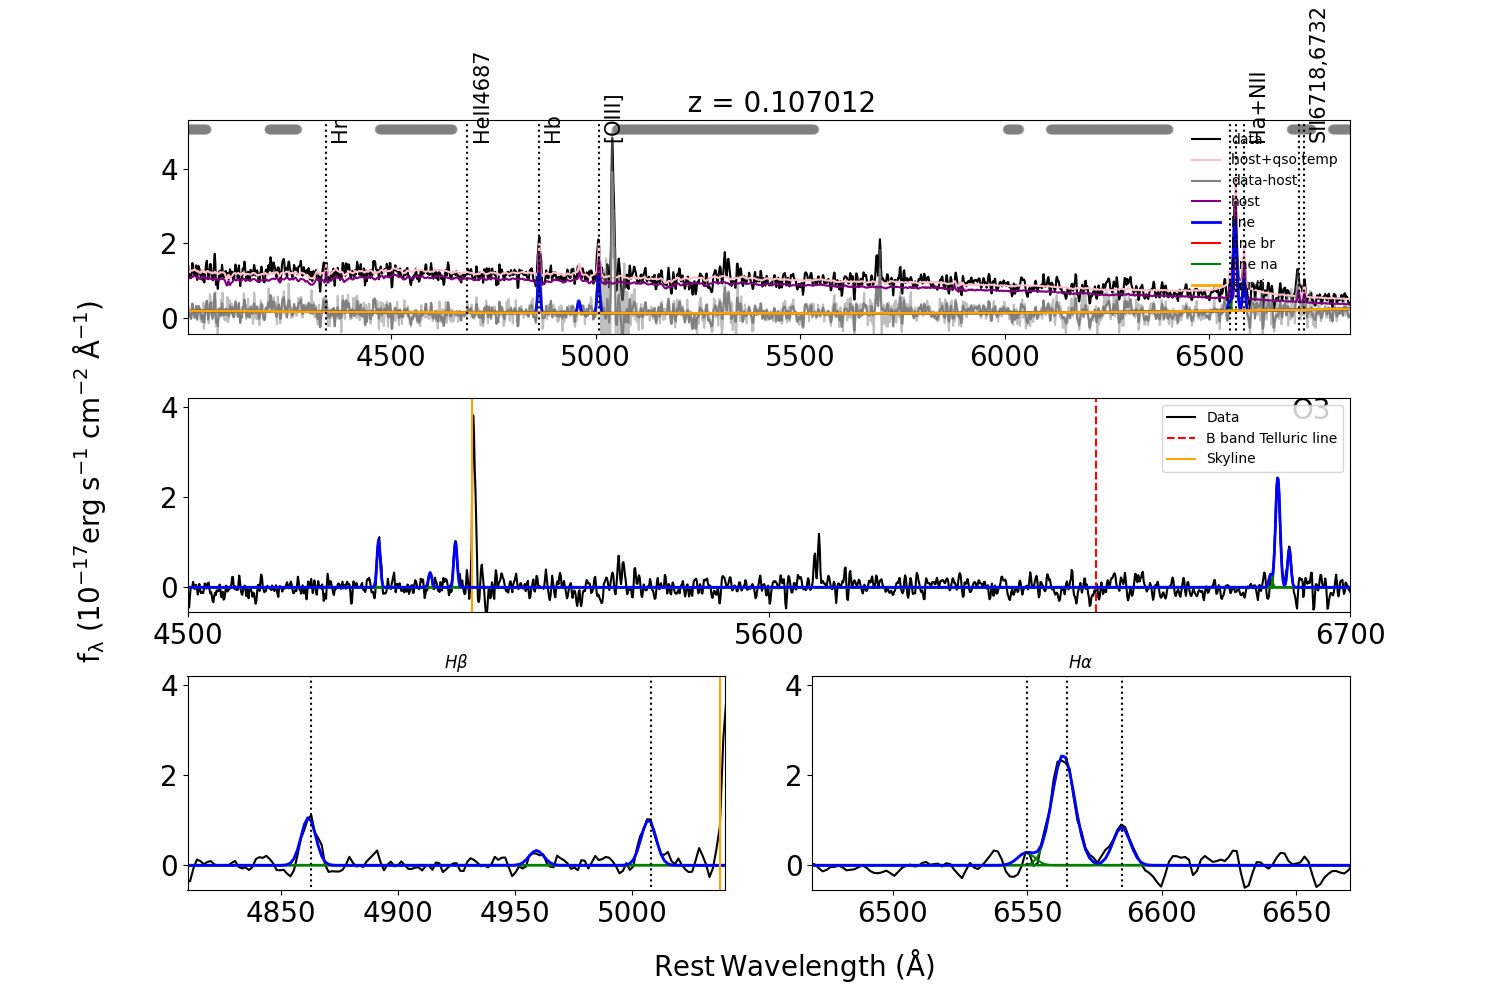 z = 0.107012
Hr
HeII4687
Hb
[OIII]
Ha+NII
SII6718,6732
data
host+qso temp
data-host
host
line
line br
line na
4
2
0
4500
5000
5500
6000
6500
O3
Data
B band Telluric line
Skyline
4
2
0
4500
5600
6700
fλ (10⁻¹⁷erg s⁻¹ cm⁻² Å⁻¹)
Hβ
4
2
0
4850
4900
4950
5000
Hα
4
2
0
6500
6550
6600
6650
Rest Wavelength (Å)